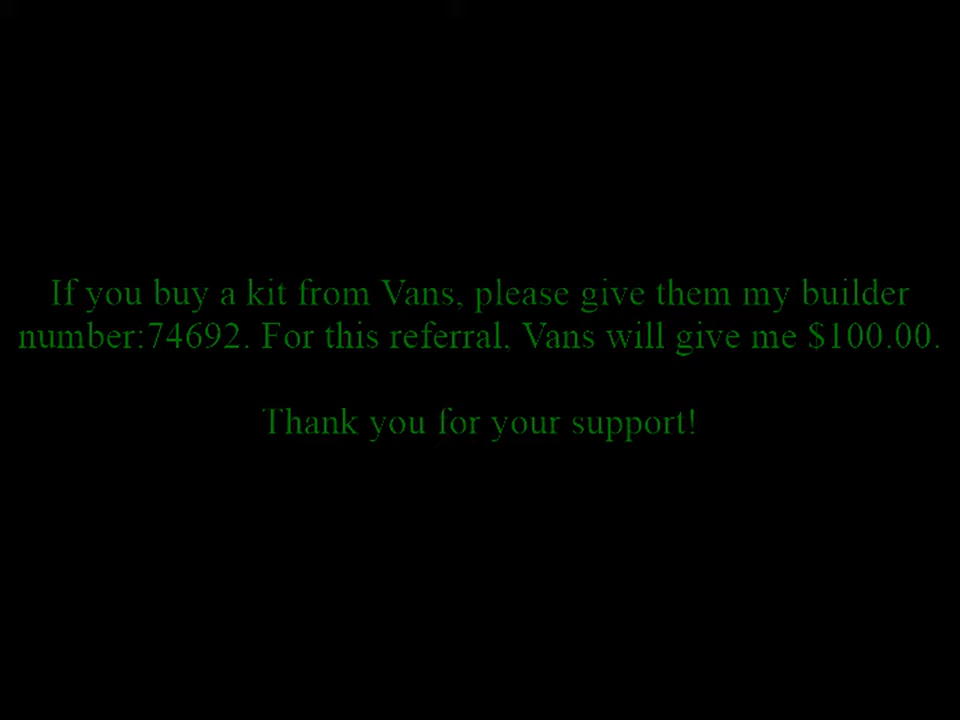 If you buy a kit from Vans, please give them my builder
number:74692. For this referral, Vans will give me $100.00.
Thank you for your support!